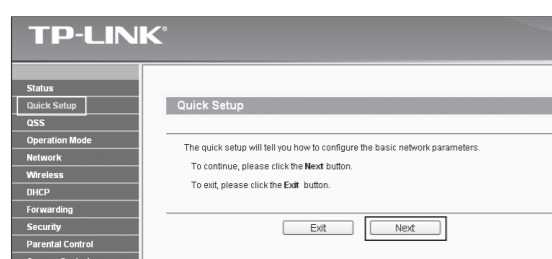 TP-LINK®
Status
Quick Setup
QSS
Operation Mode
Network
Wireless
DHCP
Forwarding
Security
Parental Control
Quick Setup
The quick setup will tell you how to configure the basic network parameters.
To continue, please click the Next button.
To exit, please click the Exit button.
Exit
Next